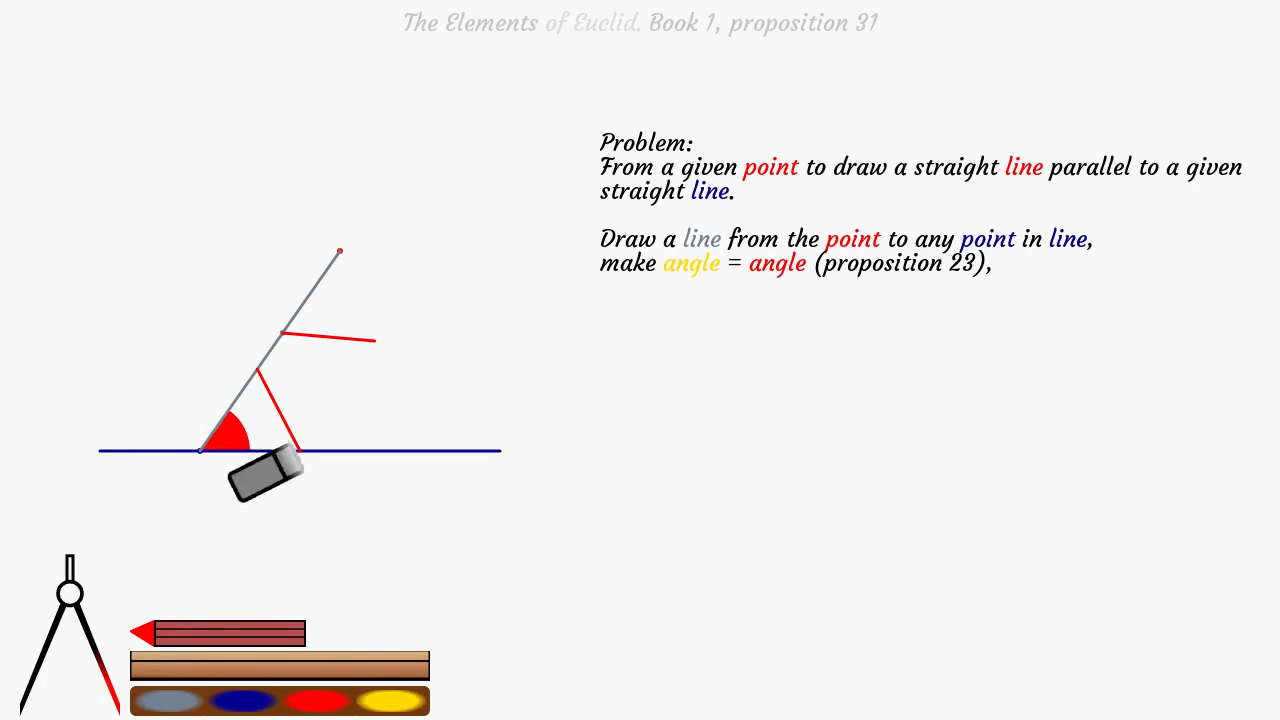 The Elements of Euclid. Book 1, proposition 31
Problem:
From a given point to draw a straight line parallel to a given
straight line.
Draw a line from the point to any point in line,
make angle = angle (proposition 23),